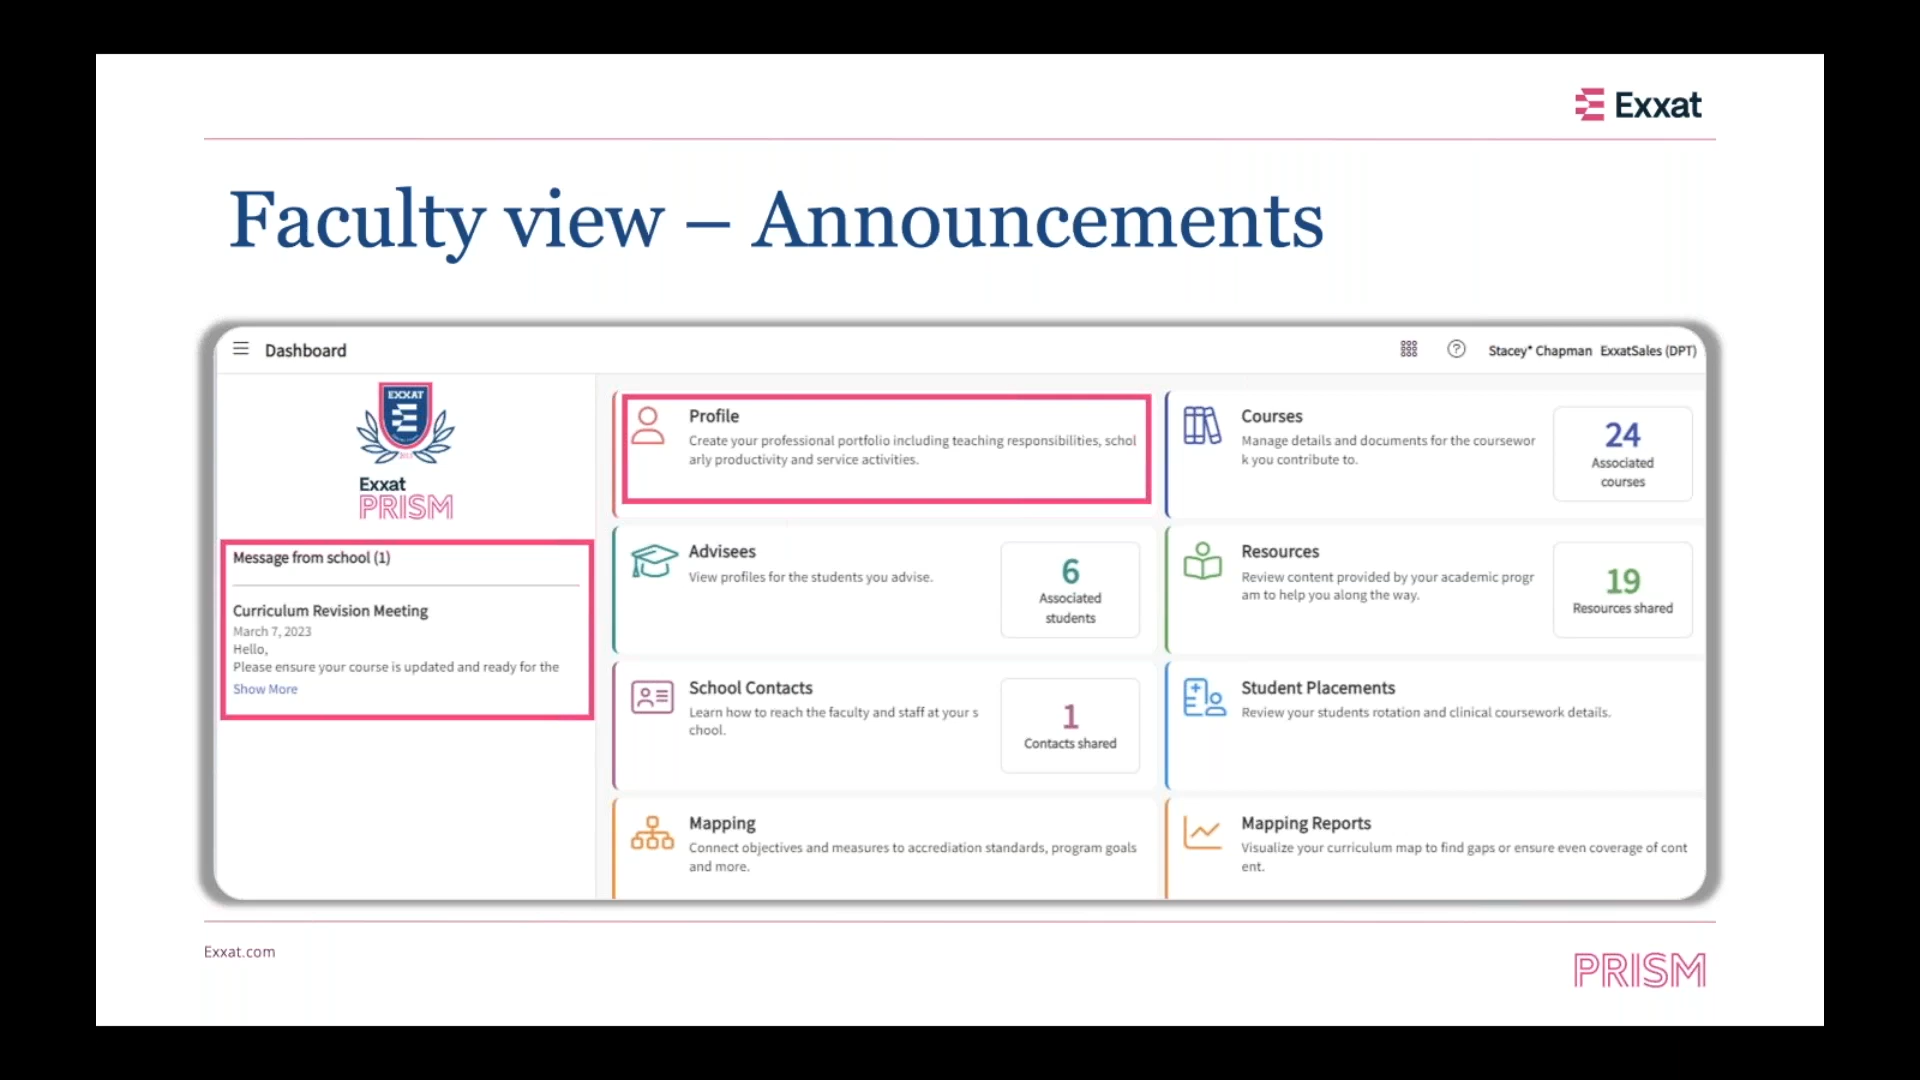 Exxat
Faculty view – Announcements
Dashboard
Stacey* Chapman ExxatSales (DPT)
EXXAT
Exxat
PRISM
Message from school (1)
Curriculum Revision Meeting
March 7, 2023
Hello,
Please ensure your course is updated and ready for the
Show More
Profile
Create your professional portfolio including teaching responsibilities, schol
arly productivity and service activities.
Courses
Manage details and documents for the coursewor
k you contribute to.
24
Associated
courses
Advisees
View profiles for the students you advise.
6
Associated
students
Resources
Review content provided by your academic progr
am to help you along the way.
19
Resources shared
School Contacts
Learn how to reach the faculty and staff at your s
chool.
1
Contacts shared
Student Placements
Review your students rotation and clinical coursework details.
Mapping
Connect objectives and measures to accrediation standards, program goals
and more.
Mapping Reports
Visualize your curriculum map to find gaps or ensure even coverage of cont
ent.
Exxat.com
PRISM